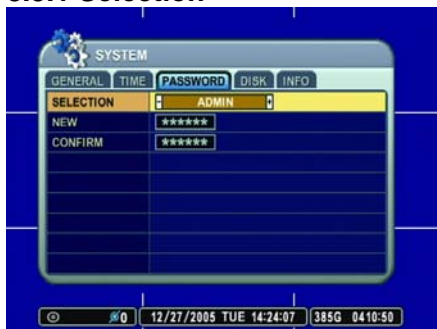 SYSTEM
GENERAL TIME PASSWORD DISK INFO
SELECTION ADMIN
NEW ******
CONFIRM ******
0 12/27/2005 TUE 14:24:07 385G 0410:50